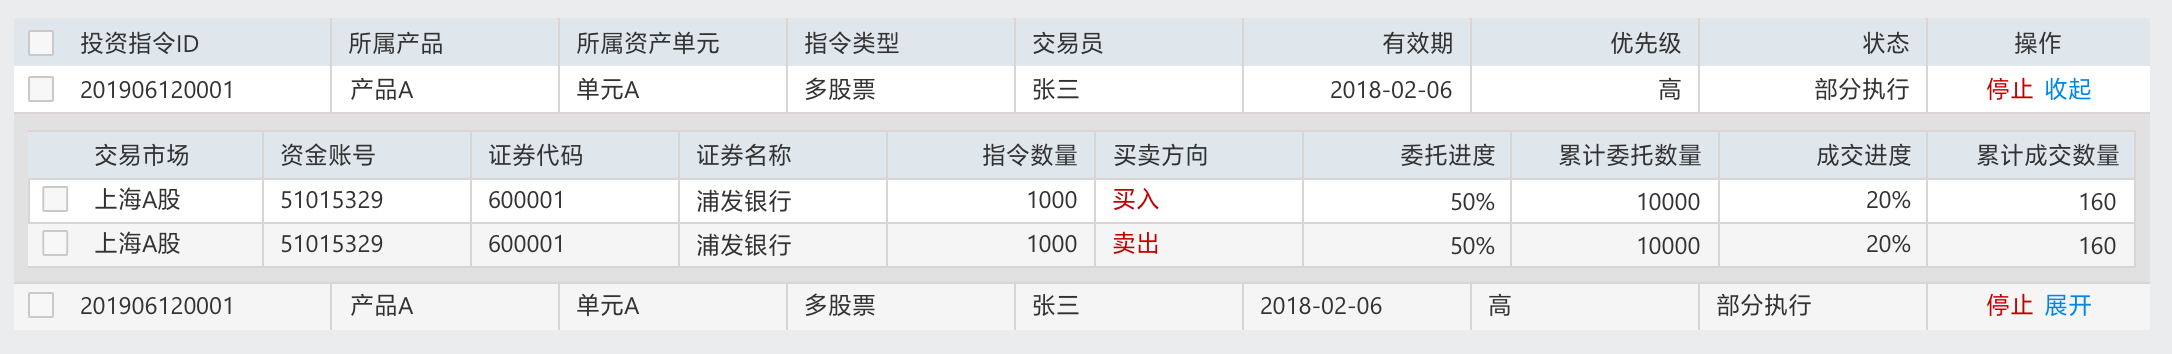 投资指令ID 所属产品 所属资产单元 指令类型 交易员 有效期 优先级 状态 操作
201906120001 产品A 单元A 多股票 张三 2018-02-06 高 部分执行 停止 收起
交易市场 资金账号 证券代码 证券名称 指令数量 买卖方向 委托进度 累计委托数量 成交进度 累计成交数量
上海A股 51015329 600001 浦发银行 1000 买入 50% 10000 20% 160
上海A股 51015329 600001 浦发银行 1000 卖出 50% 10000 20% 160
201906120001 产品A 单元A 多股票 张三 2018-02-06 高 部分执行 停止 展开